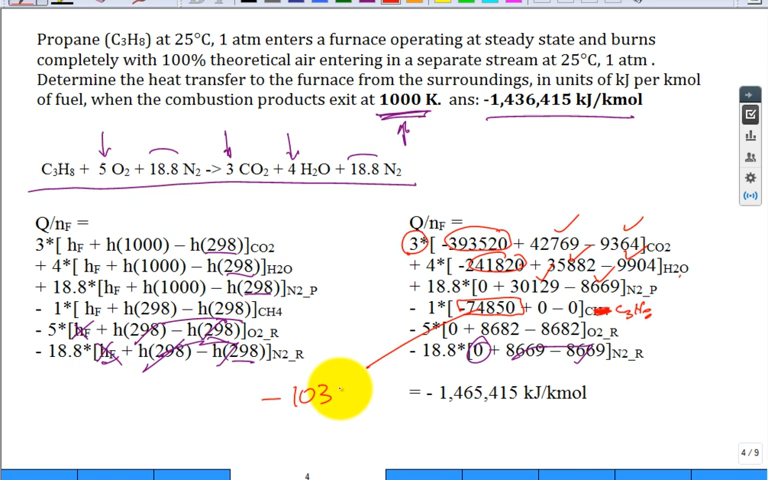 Propane (C3H8) at 25°C, 1 atm enters a furnace operating at steady state and burns
completely with 100% theoretical air entering in a separate stream at 25°C, 1 atm .
Determine the heat transfer to the furnace from the surroundings, in units of kJ per kmol
of fuel, when the combustion products exit at 1000 K. ans: -1,436,415 kJ/kmol
C3H8 + 5 O2 + 18.8 N2 -> 3 CO2 + 4 H2O + 18.8 N2
Q/nF =
3*[ hF + h(1000) – h(298)]CO2
+ 4*[ hF + h(1000) – h(298)]H2O
+ 18.8*[hF + h(1000) – h(298)]N2_P
- 1*[ hF + h(298) – h(298)]CH4
- 5*[hF + h(298) – h(298)]O2_R
- 18.8*[hF + h(298) – h(298)]N2_R
Q/nF =
3*[ -393520 + 42769 – 9364]CO2
+ 4*[ -241820 + 35882 – 9904]H2O
+ 18.8*[0 + 30129 – 8669]N2_P
- 1*[ -74850 + 0 – 0]C C3H8
- 5*[0 + 8682 – 8682]O2_R
- 18.8*[0 + 8669 – 8669]N2_R
- 103
= - 1,465,415 kJ/kmol
4 / 9
4